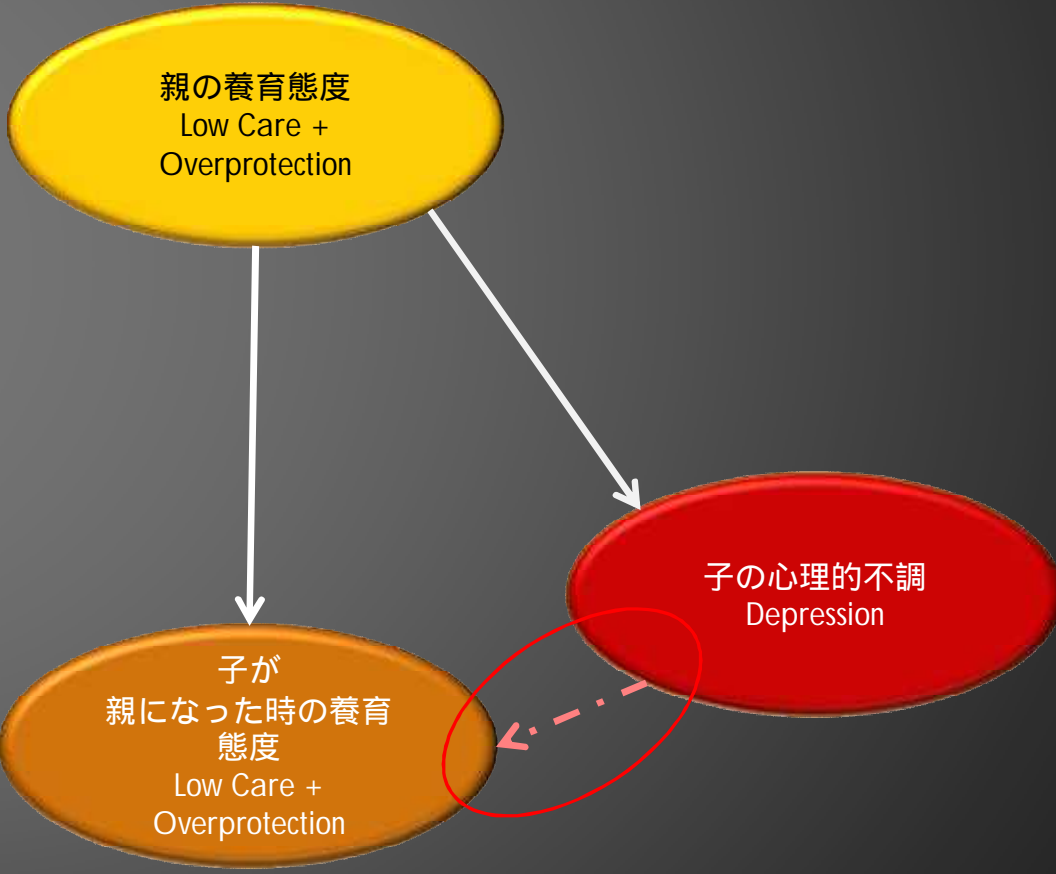 親の養育態度
Low Care +
Overprotection
子の心理的不調
Depression
子が
親になった時の養育
態度
Low Care +
Overprotection